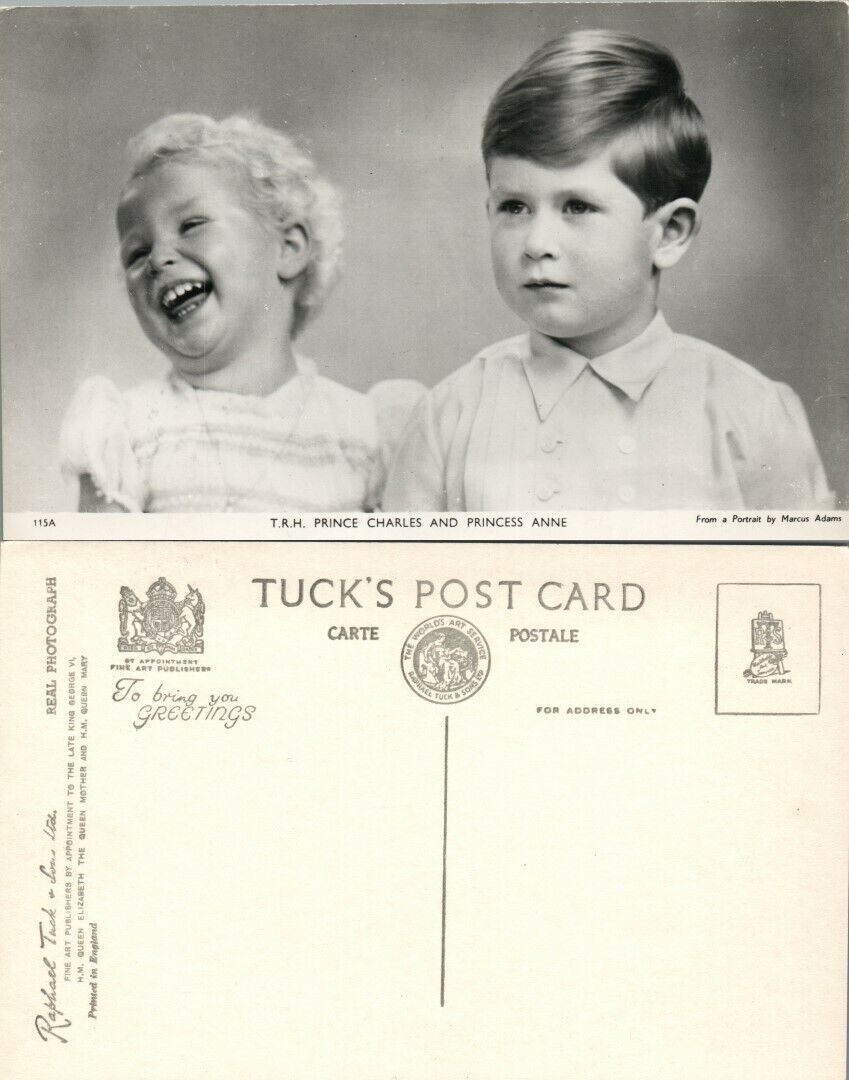 115A
T.R.H. PRINCE CHARLES AND PRINCESS ANNE
From a Portrait by Marcus Adams
TUCK'S POST CARD
CARTE POSTALE
THE WORLD'S ART SERVICE
RAPHAEL TUCK & SONS LTD
BY APPOINTMENT
FINE ART PUBLISHERS
To bring you
GREETINGS
FOR ADDRESS ONLY
TRADE MARK
REAL PHOTOGRAPH
Raphael Tuck & Sons Ltd.
FINE ART PUBLISHERS BY APPOINTMENT TO THE LATE KING GEORGE VI,
H.M. QUEEN ELIZABETH THE QUEEN MOTHER AND H.M. QUEEN MARY
Printed in England